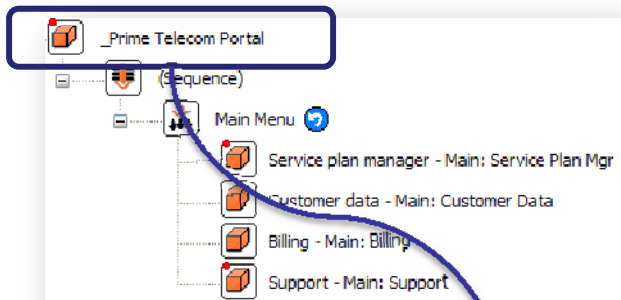 _Prime Telecom Portal
(Sequence)
Main Menu
Service plan manager - Main: Service Plan Mgr
Customer data - Main: Customer Data
Billing - Main: Billing
Support - Main: Support